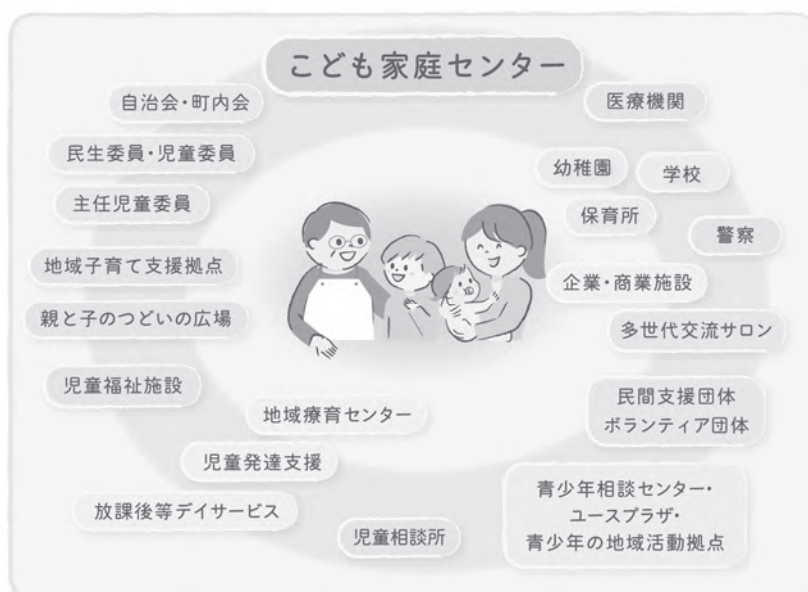 こども家庭センター
自治会・町内会
医療機関
民生委員・児童委員
幼稚園
学校
主任児童委員
保育所
警察
地域子育て支援拠点
企業・商業施設
親と子のつどいの広場
多世代交流サロン
児童福祉施設
民間支援団体
ボランティア団体
地域療育センター
児童発達支援
放課後等デイサービス
青少年相談センター・
ユースプラザ・
青少年の地域活動拠点
児童相談所